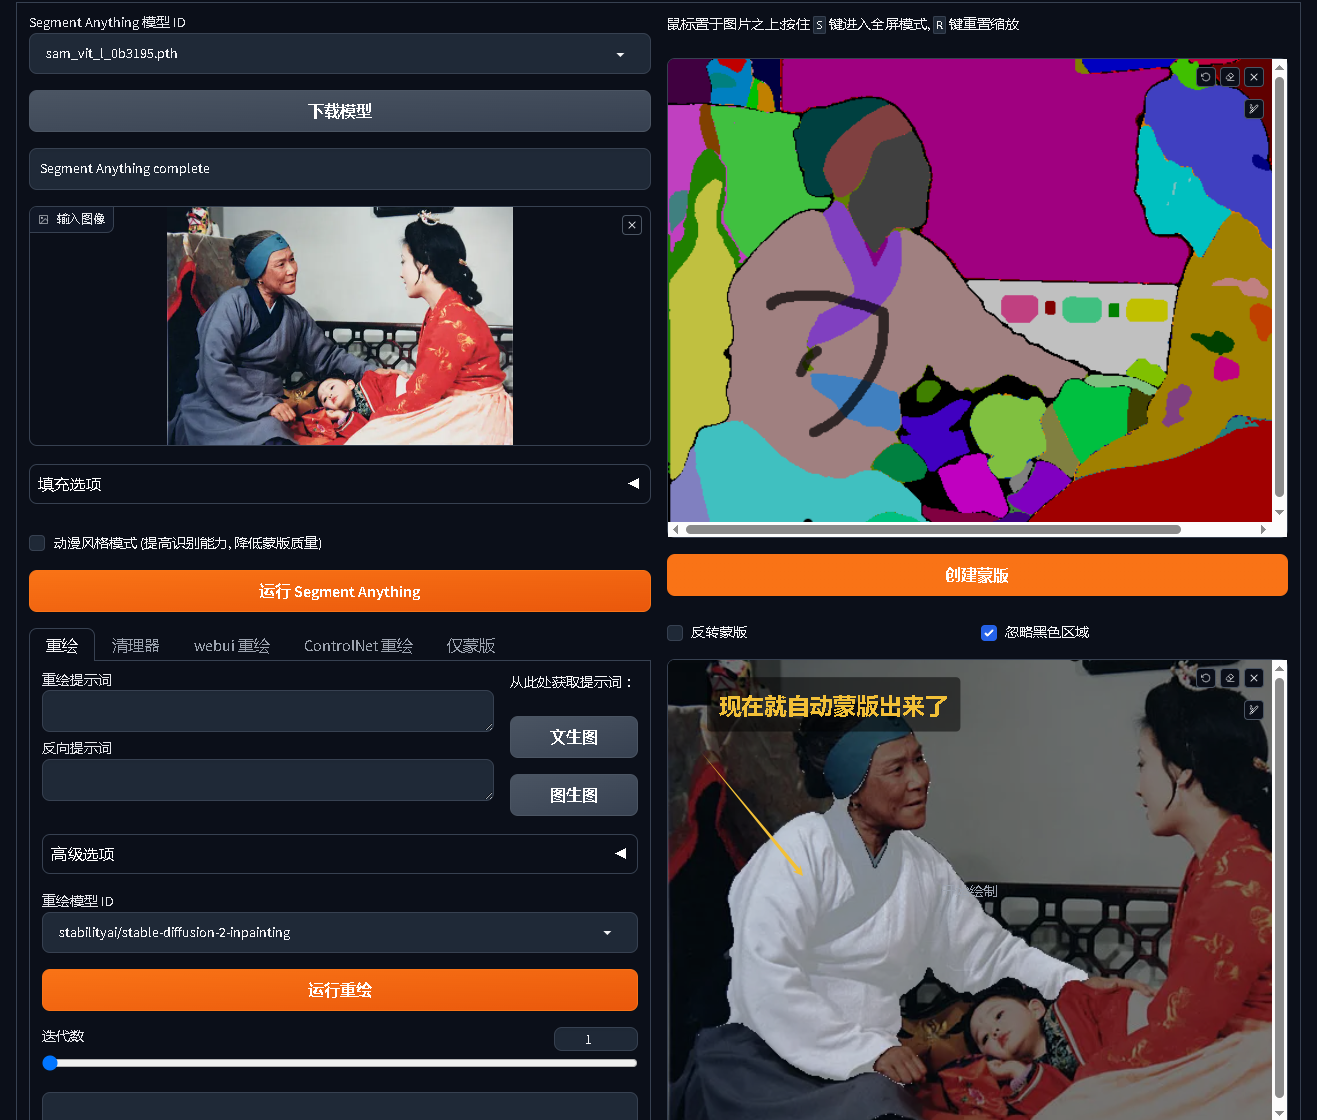 Segment Anything 模型 ID
sam_vit_l_0b3195.pth
下载模型
Segment Anything complete
输入图像
填充选项
动漫风格模式 (提高识别能力, 降低蒙版质量)
运行 Segment Anything
重绘
清理器
webui 重绘
ControlNet 重绘
仅蒙版
重绘提示词
反向提示词
从此处获取提示词：
文生图
图生图
高级选项
重绘模型 ID
stabilityai/stable-diffusion-2-inpainting
运行重绘
迭代数
1
鼠标置于图片之上:按住 S 键进入全屏模式, R 键重置缩放
创建蒙版
反转蒙版
忽略黑色区域
现在就自动蒙版出来了
绘制